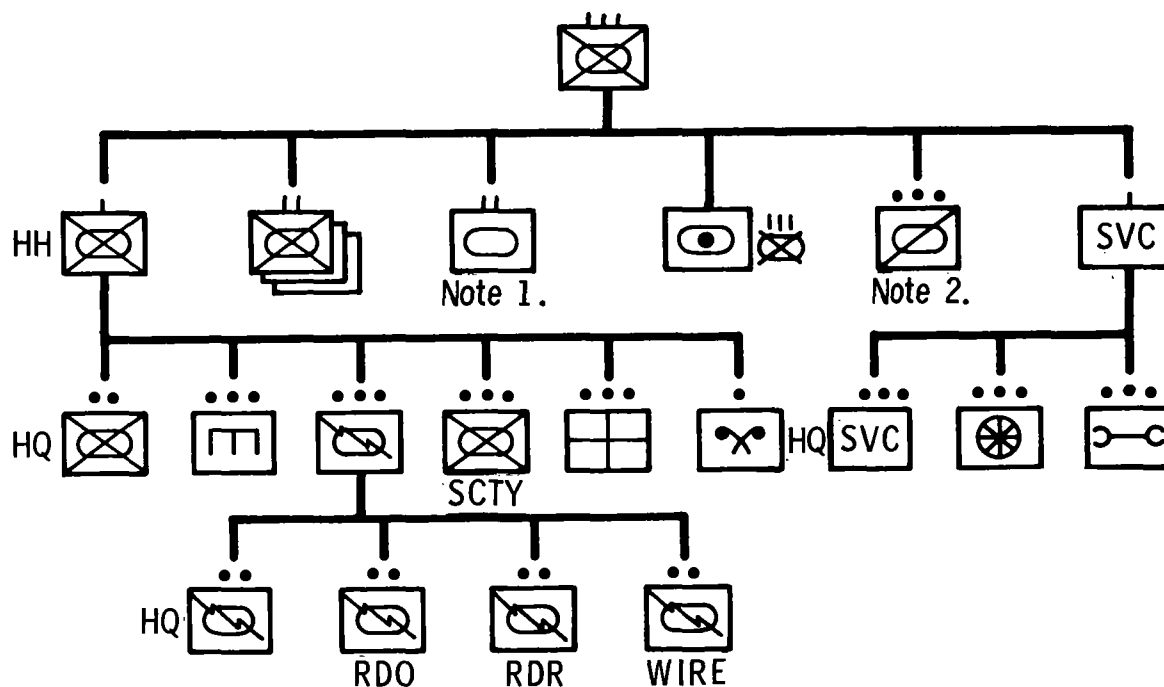 HH
SVC
Note 1.
Note 2.
HQ
HQ
SVC
SCTY
HQ
RDO
RDR
WIRE